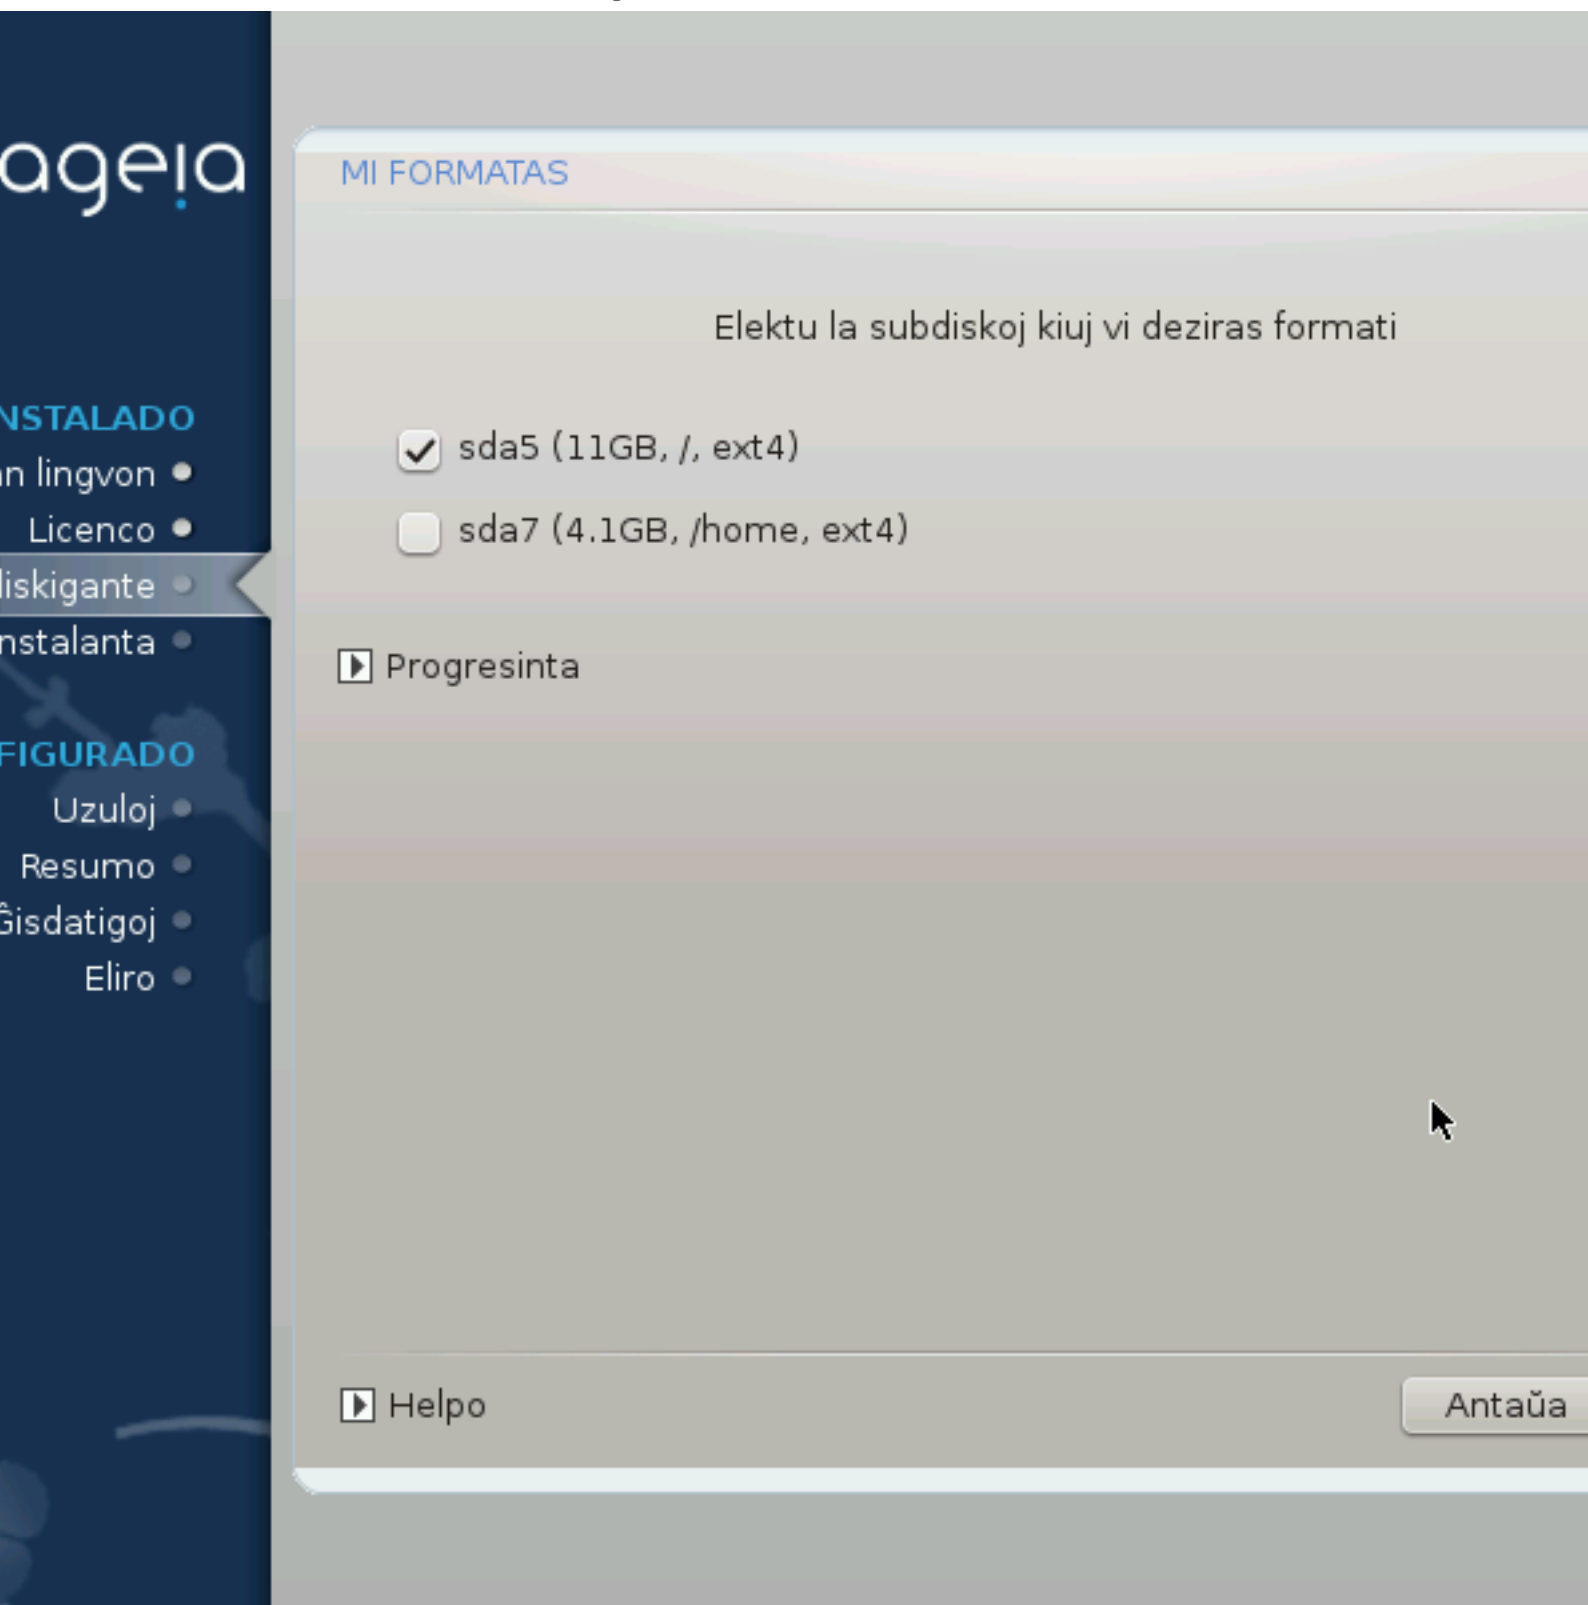 ageia
NSTALADO
n lingvon
Licenco
diskigante
nstalanta
FIGURADO
Uzuloj
Resumo
Ĝisdatigoj
Eliro
MI FORMATAS
Elektu la subdiskoj kiuj vi deziras formati
sda5 (11GB, /, ext4)
sda7 (4.1GB, /home, ext4)
Progresinta
Helpo
Antaŭa